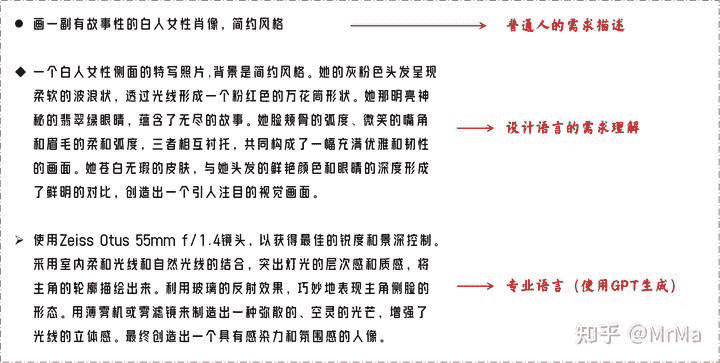 画一副有故事性的白人女性肖像，简约风格
普通人的需求描述
一个白人女性侧面的特写照片,背景是简约风格。她的灰粉色头发呈现
柔软的波浪状，透过光线形成一个粉红色的万花筒形状。她那明亮神
秘的翡翠绿眼睛，蕴含了无尽的故事。她脸颊骨的弧度、微笑的嘴角
和眉毛的柔和弧度，三者相互衬托，共同构成了一幅充满优雅和韧性
的画面。她苍白无瑕的皮肤，与她头发的鲜艳颜色和眼睛的深度形成
了鲜明的对比，创造出一个引人注目的视觉画面。
设计语言的需求理解
使用Zeiss Otus 55mm f/1.4镜头，以获得最佳的锐度和景深控制。
采用室内柔和光线和自然光线的结合，突出灯光的层次感和质感，将
主角的轮廓描绘出来。利用玻璃的反射效果，巧妙地表现主角侧脸的
形态。用薄雾机或雾滤镜来制造出一种弥散的、空灵的光芒，增强了
光线的立体感。最终创造出一个具有感染力和氛围感的人像。
专业语言（使用GPT生成）
知乎 @MrMa